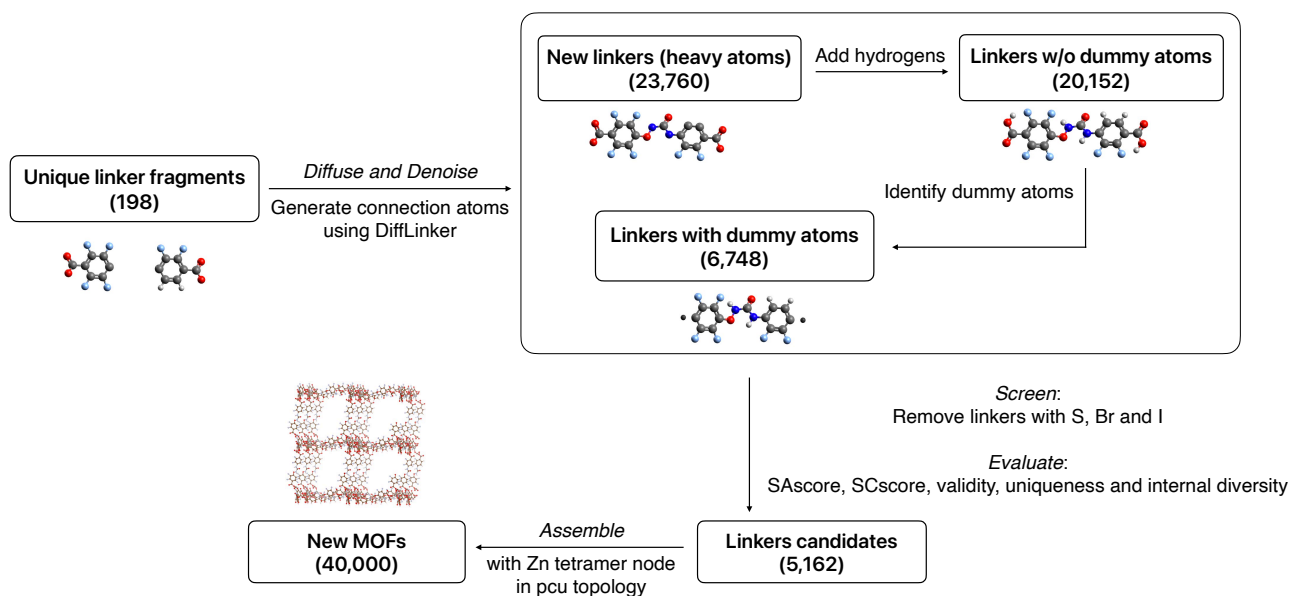 Unique linker fragments
(198)
Diffuse and Denoise
Generate connection atoms
using DiffLinker
New linkers (heavy atoms)
(23,760)
Add hydrogens
Linkers w/o dummy atoms
(20,152)
Identify dummy atoms
Linkers with dummy atoms
(6,748)
Screen:
Remove linkers with S, Br and I
Evaluate:
SAscore, SCscore, validity, uniqueness and internal diversity
Linkers candidates
(5,162)
Assemble
with Zn tetramer node
in pcu topology
New MOFs
(40,000)